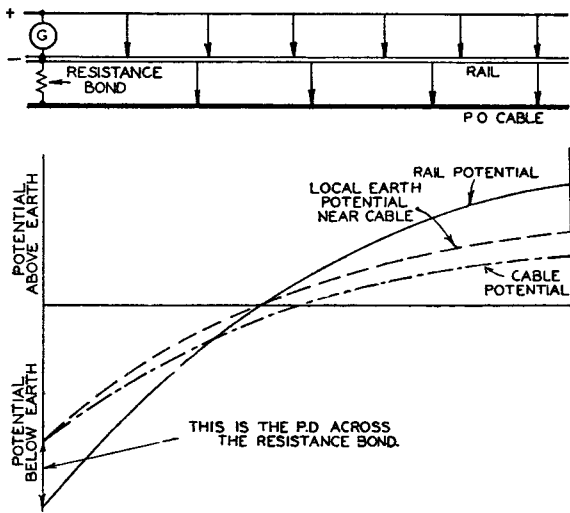 +
G
−
RESISTANCE
BOND
RAIL
P O CABLE
POTENTIAL
ABOVE EARTH
POTENTIAL
BELOW EARTH
RAIL POTENTIAL
LOCAL EARTH
POTENTIAL
NEAR CABLE
CABLE
POTENTIAL
THIS IS THE P.D ACROSS
THE RESISTANCE BOND.